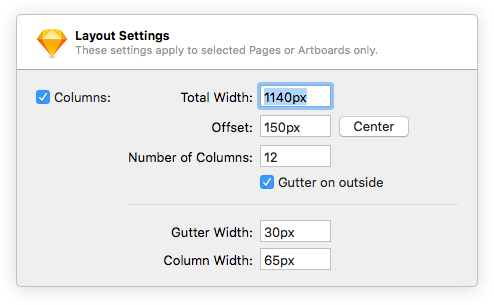 Layout Settings
These settings apply to selected Pages or Artboards only.
Columns: Total Width: 1140px
Offset: 150px Center
Number of Columns: 12
Gutter on outside
Gutter Width: 30px
Column Width: 65px